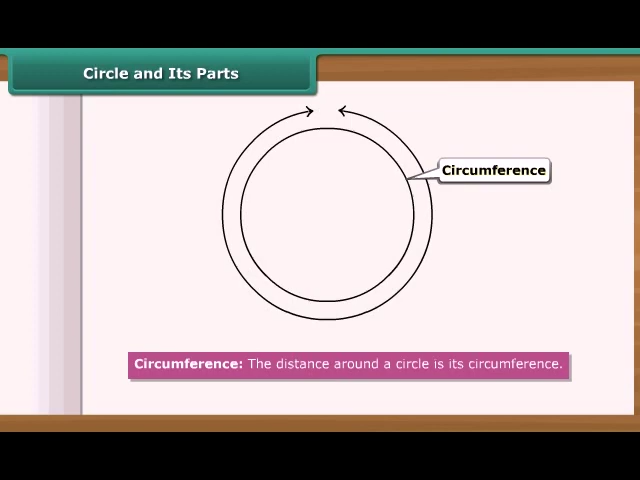 Circle and Its Parts
Circumference
Circumference: The distance around a circle is its circumference.